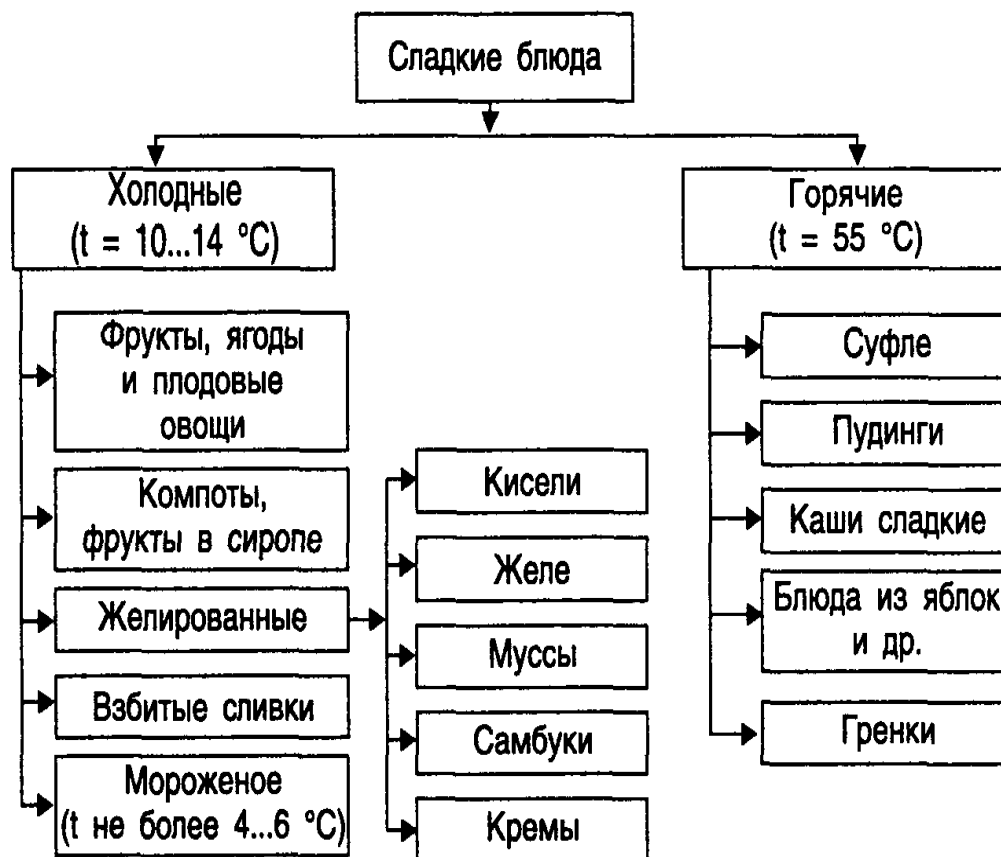 Сладкие блюда
Холодные
(t = 10...14 °C)
Фрукты, ягоды
и плодовые
овощи
Компоты,
фрукты в сиропе
Желированные
Взбитые сливки
Мороженое
(t не более 4...6 °C)
Кисели
Желе
Муссы
Самбуки
Кремы
Горячие
(t = 55 °C)
Суфле
Пудинги
Каши сладкие
Блюда из яблок
и др.
Гренки